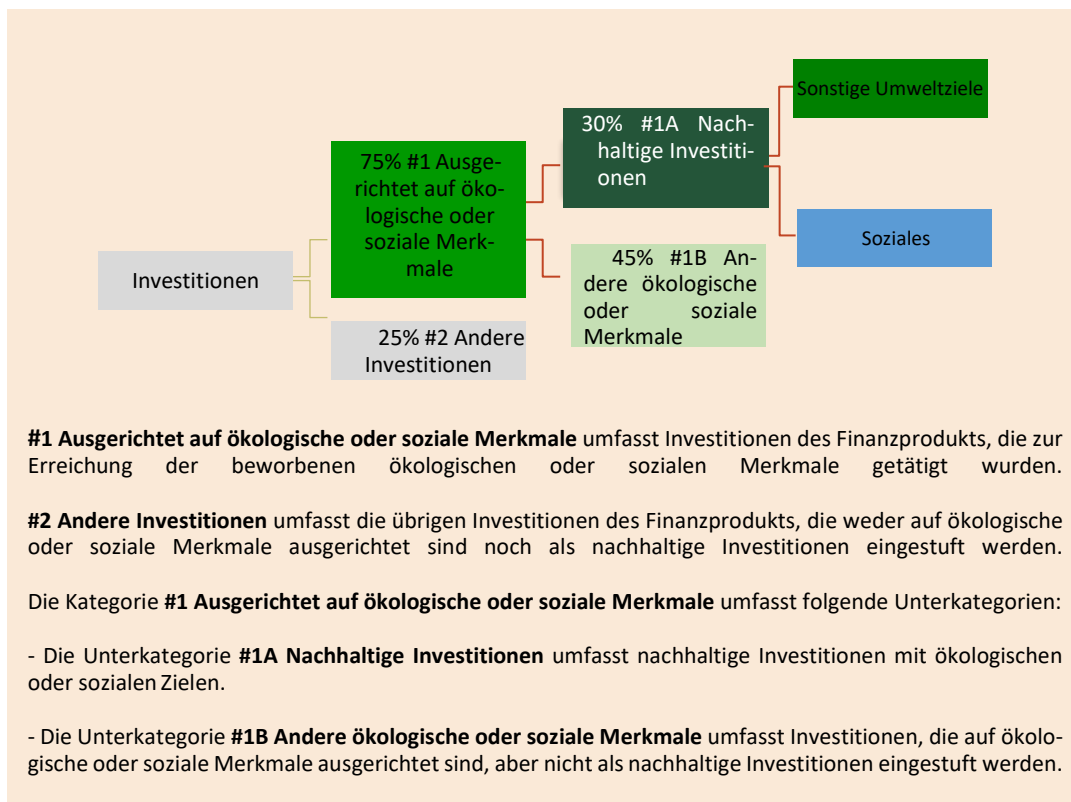 Sonstige Umweltziele
30% #1A Nach-
haltige Investiti-
onen
75% #1 Ausge-
richtet auf öko-
logische oder
soziale Merk-
male
Soziales
Investitionen
45% #1B An-
dere ökologische
oder soziale
Merkmale
25% #2 Andere
Investitionen
#1 Ausgerichtet auf ökologische oder soziale Merkmale umfasst Investitionen des Finanzprodukts, die zur
Erreichung der beworbenen ökologischen oder sozialen Merkmale getätigt wurden.
#2 Andere Investitionen umfasst die übrigen Investitionen des Finanzprodukts, die weder auf ökologische
oder soziale Merkmale ausgerichtet sind noch als nachhaltige Investitionen eingestuft werden.
Die Kategorie #1 Ausgerichtet auf ökologische oder soziale Merkmale umfasst folgende Unterkategorien:
- Die Unterkategorie #1A Nachhaltige Investitionen umfasst nachhaltige Investitionen mit ökologischen
oder sozialen Zielen.
- Die Unterkategorie #1B Andere ökologische oder soziale Merkmale umfasst Investitionen, die auf ökolo-
gische oder soziale Merkmale ausgerichtet sind, aber nicht als nachhaltige Investitionen eingestuft werden.